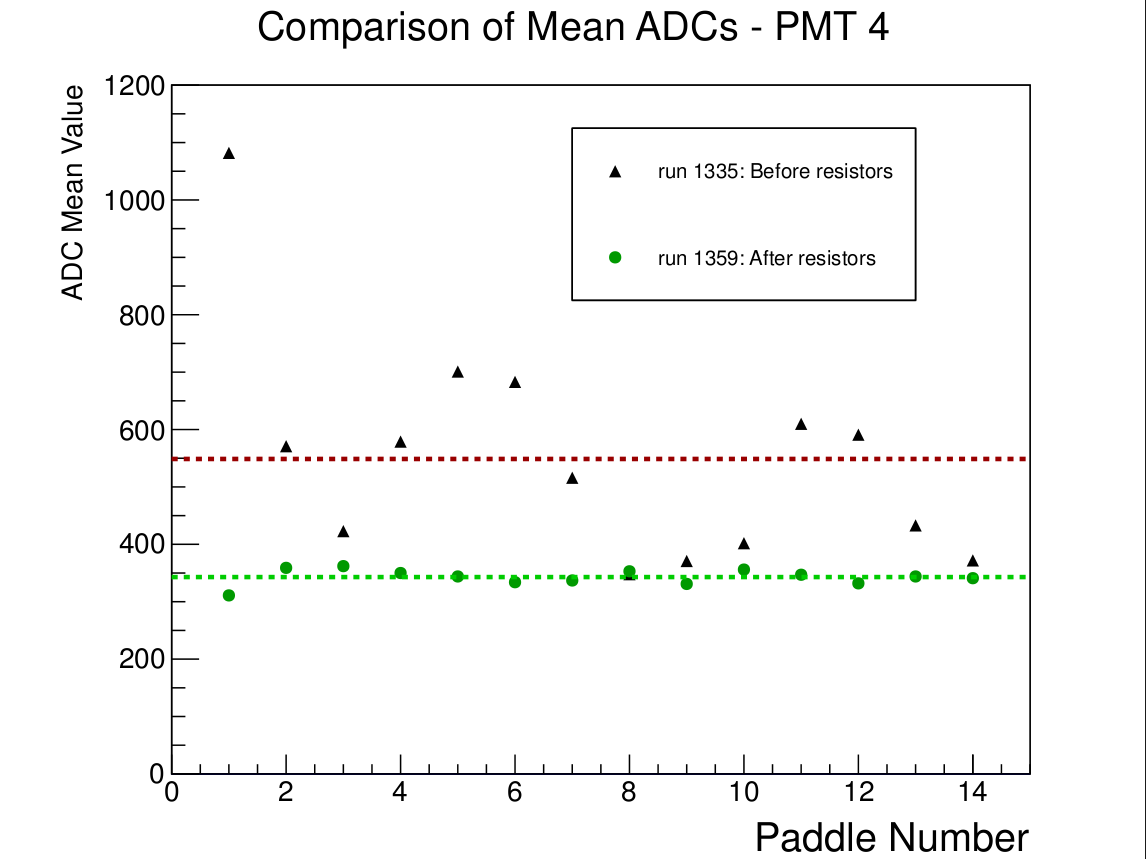 Comparison of Mean ADCs - PMT 4
ADC Mean Value
1200
1000
800
600
400
200
0
run 1335: Before resistors
run 1359: After resistors
0 2 4 6 8 10 12 14
Paddle Number